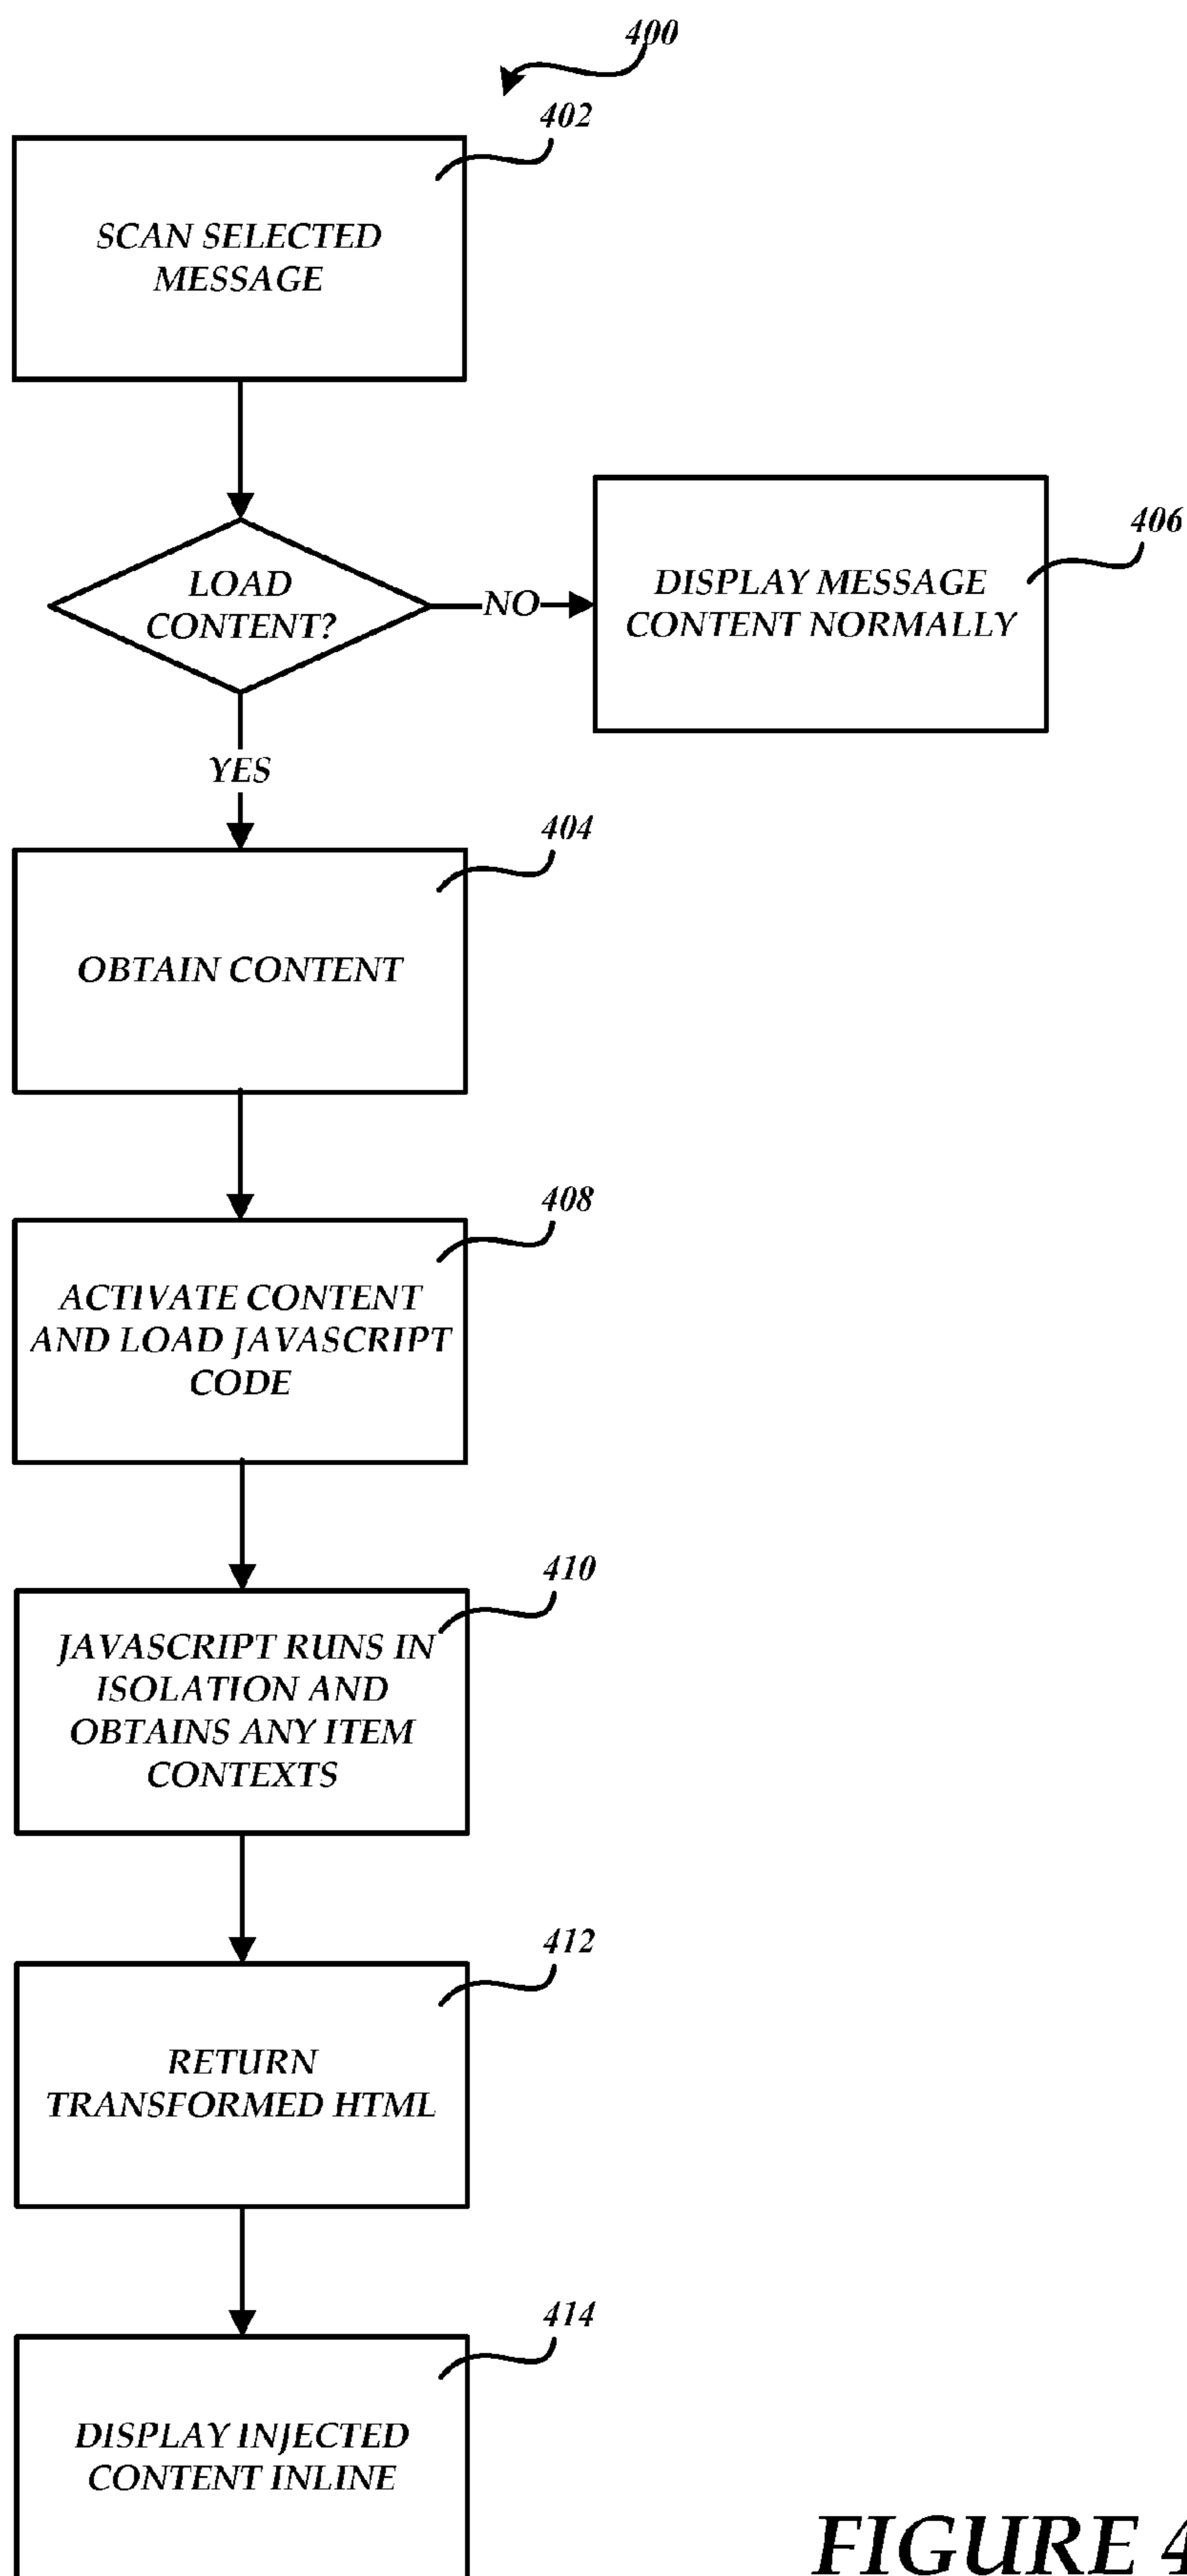 400
402
SCAN SELECTED
MESSAGE
LOAD
CONTENT?
NO
406
DISPLAY MESSAGE
CONTENT NORMALLY
YES
404
OBTAIN CONTENT
408
ACTIVATE CONTENT
AND LOAD JAVASCRIPT
CODE
410
JAVASCRIPT RUNS IN
ISOLATION AND
OBTAINS ANY ITEM
CONTEXTS
412
RETURN
TRANSFORMED HTML
414
DISPLAY INJECTED
CONTENT INLINE
FIGURE 4